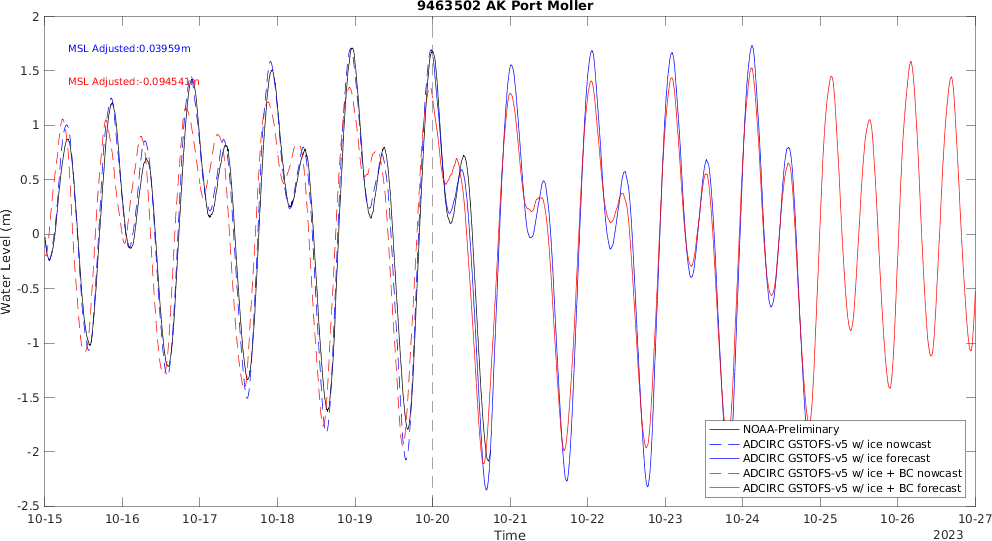 9463502 AK Port Moller
MSL Adjusted:0.03959m
MSL Adjusted:-0.094541m
Water Level (m)
2
1.5
1
0.5
0
-0.5
-1
-1.5
-2
-2.5
NOAA-Preliminary
ADCIRC GSTOFS-v5 w/ ice nowcast
ADCIRC GSTOFS-v5 w/ ice forecast
ADCIRC GSTOFS-v5 w/ ice + BC nowcast
ADCIRC GSTOFS-v5 w/ ice + BC forecast
10-15 10-16 10-17 10-18 10-19 10-20 10-21 10-22 10-23 10-24 10-25 10-26 10-27
Time
2023